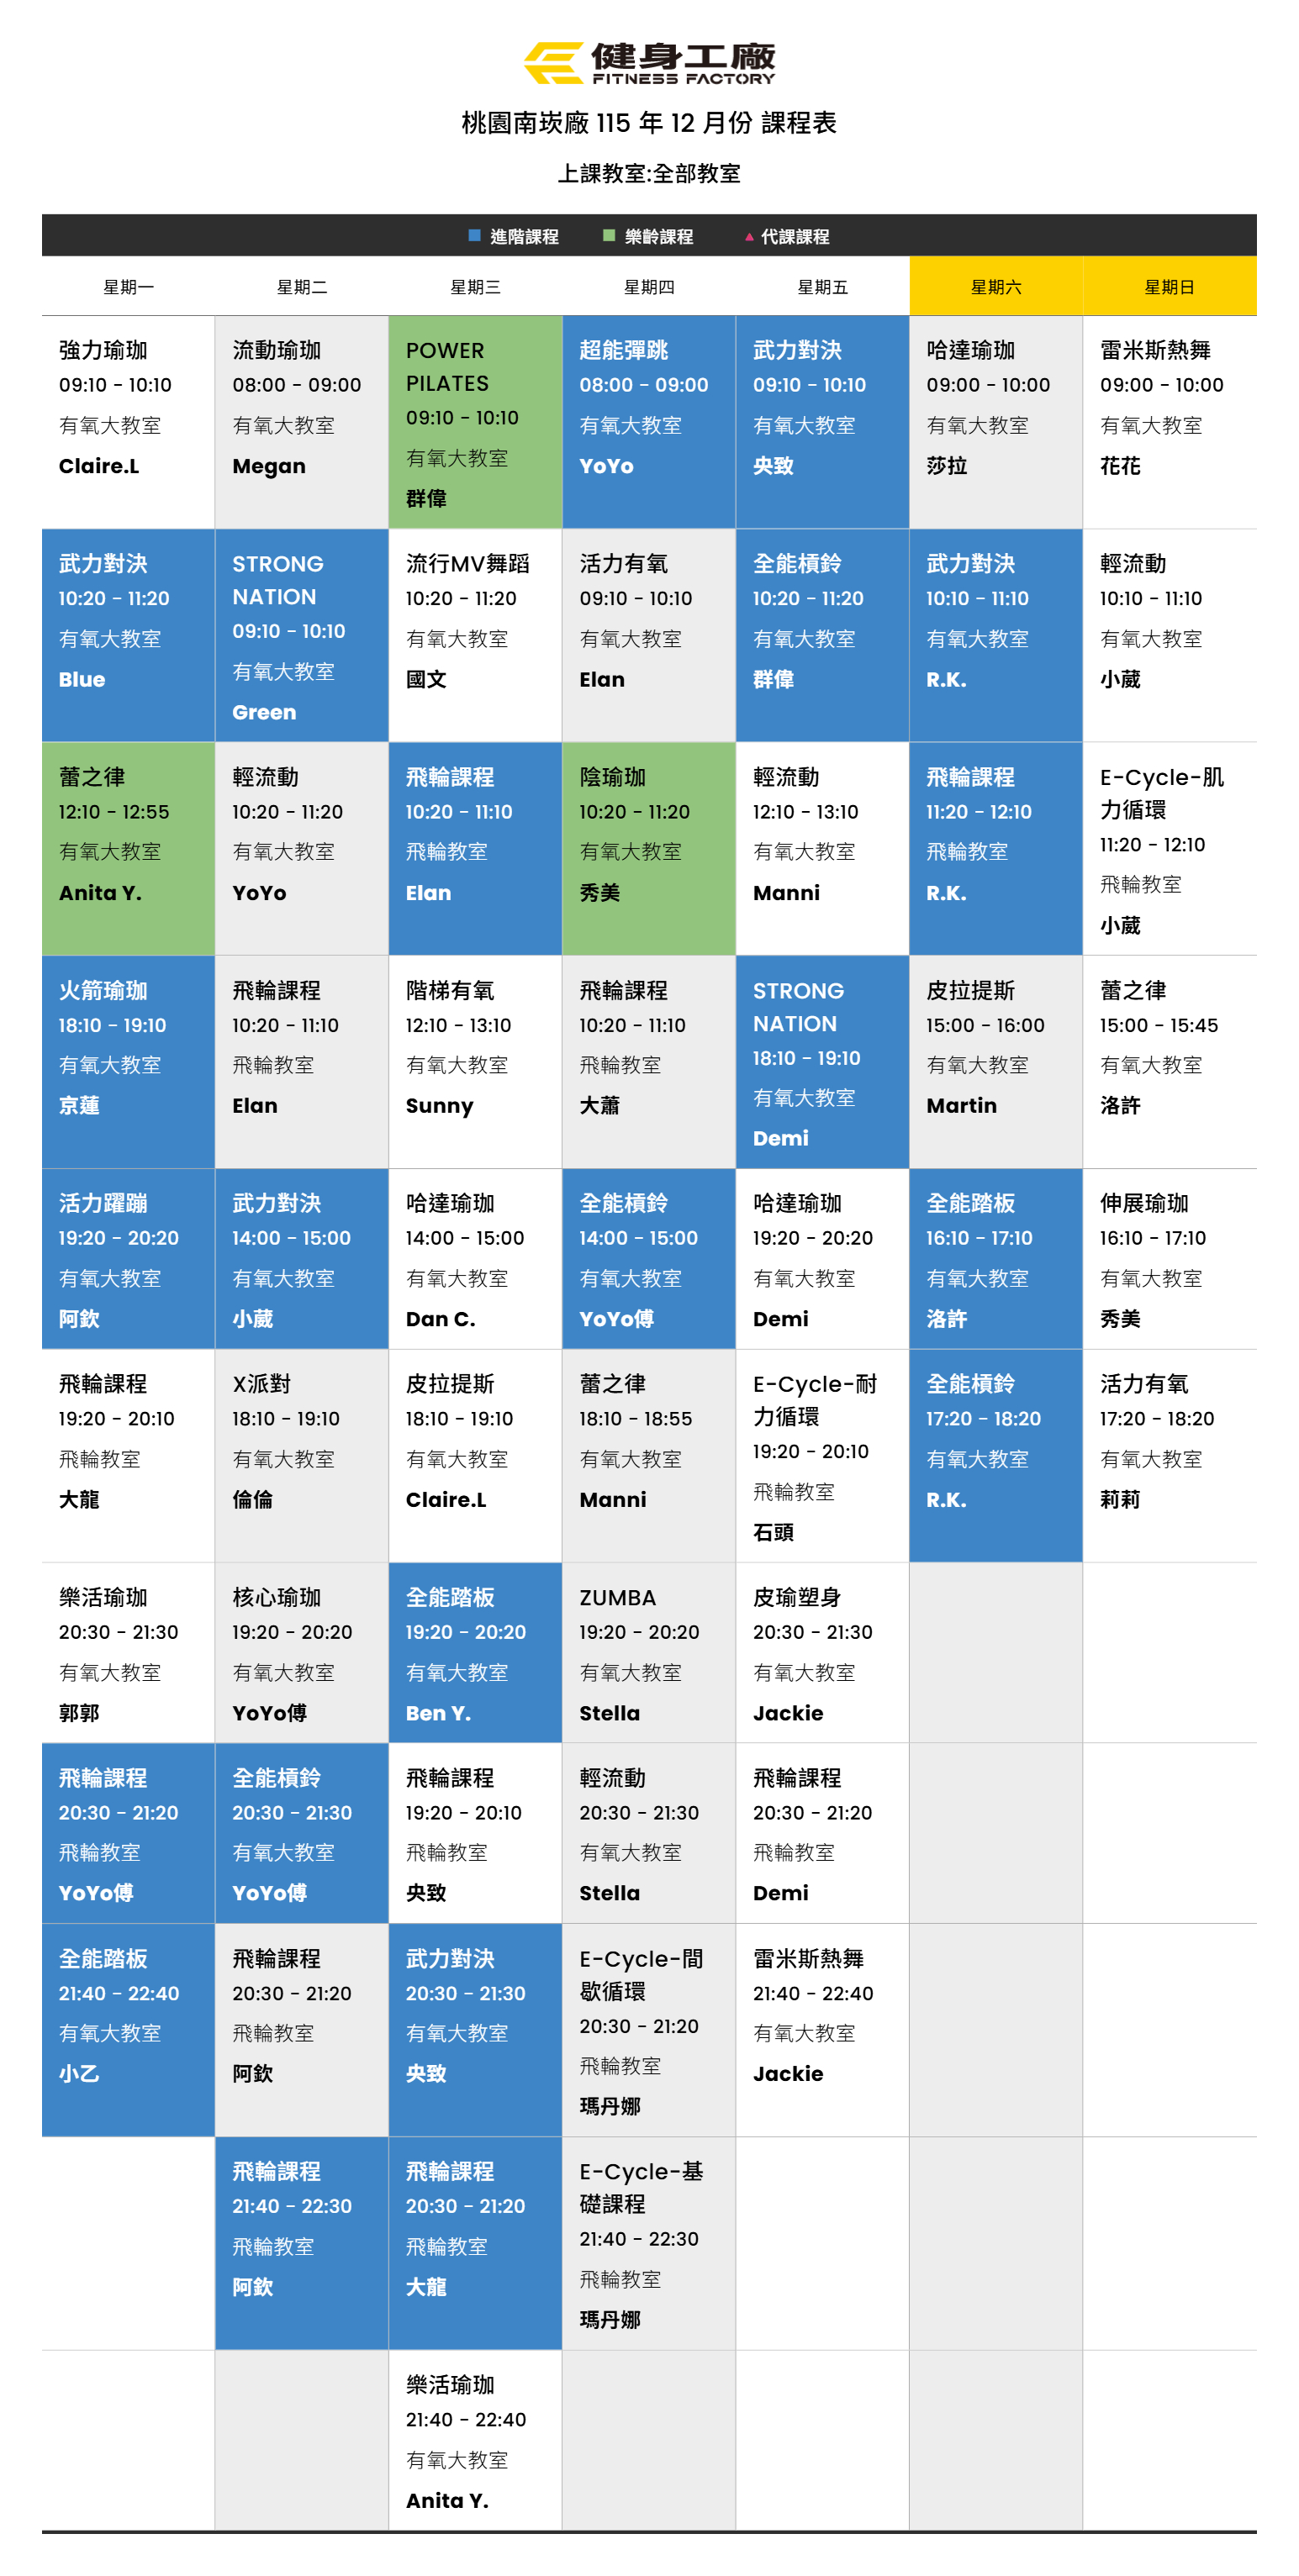 健身工廠
FITNESS FACTORY
桃園南崁廠 115 年 12 月份 課程表
上課教室:全部教室
進階課程 樂齡課程 代課課程
星期一 星期二 星期三 星期四 星期五 星期六 星期日
強力瑜珈
09:10 - 10:10
有氧大教室
Claire.L
流動瑜珈
08:00 - 09:00
有氧大教室
Megan
POWER
PILATES
09:10 - 10:10
有氧大教室
群偉
超能彈跳
08:00 - 09:00
有氧大教室
YoYo
武力對決
09:10 - 10:10
有氧大教室
央致
哈達瑜珈
09:00 - 10:00
有氧大教室
莎拉
雷米斯熱舞
09:00 - 10:00
有氧大教室
花花
武力對決
10:20 - 11:20
有氧大教室
Blue
STRONG
NATION
09:10 - 10:10
有氧大教室
Green
流行MV舞蹈
10:20 - 11:20
有氧大教室
國文
活力有氧
09:10 - 10:10
有氧大教室
Elan
全能槓鈴
10:20 - 11:20
有氧大教室
群偉
武力對決
10:10 - 11:10
有氧大教室
R.K.
輕流動
10:10 - 11:10
有氧大教室
小葳
蕾之律
12:10 - 12:55
有氧大教室
Anita Y.
輕流動
10:20 - 11:20
有氧大教室
YoYo
飛輪課程
10:20 - 11:10
飛輪教室
Elan
陰瑜珈
10:20 - 11:20
有氧大教室
秀美
輕流動
12:10 - 13:10
有氧大教室
Manni
飛輪課程
11:20 - 12:10
飛輪教室
R.K.
E-Cycle-肌
力循環
11:20 - 12:10
飛輪教室
小葳
火箭瑜珈
18:10 - 19:10
有氧大教室
京蓮
飛輪課程
10:20 - 11:10
飛輪教室
Elan
階梯有氧
12:10 - 13:10
有氧大教室
Sunny
飛輪課程
10:20 - 11:10
飛輪教室
大蕭
STRONG
NATION
18:10 - 19:10
有氧大教室
Demi
皮拉提斯
15:00 - 16:00
有氧大教室
Martin
蕾之律
15:00 - 15:45
有氧大教室
洛許
活力躍蹦
19:20 - 20:20
有氧大教室
阿欽
武力對決
14:00 - 15:00
有氧大教室
小葳
哈達瑜珈
14:00 - 15:00
有氧大教室
Dan C.
全能槓鈴
14:00 - 15:00
有氧大教室
YoYo傅
哈達瑜珈
19:20 - 20:20
有氧大教室
Demi
全能踏板
16:10 - 17:10
有氧大教室
洛許
伸展瑜珈
16:10 - 17:10
有氧大教室
秀美
飛輪課程
19:20 - 20:10
飛輪教室
大龍
X派對
18:10 - 19:10
有氧大教室
倫倫
皮拉提斯
18:10 - 19:10
有氧大教室
Claire.L
蕾之律
18:10 - 18:55
有氧大教室
Manni
E-Cycle-耐
力循環
19:20 - 20:10
飛輪教室
石頭
全能槓鈴
17:20 - 18:20
有氧大教室
R.K.
活力有氧
17:20 - 18:20
有氧大教室
莉莉
樂活瑜珈
20:30 - 21:30
有氧大教室
郭郭
核心瑜珈
19:20 - 20:20
有氧大教室
YoYo傅
全能踏板
19:20 - 20:20
有氧大教室
Ben Y.
ZUMBA
19:20 - 20:20
有氧大教室
Stella
皮瑜塑身
20:30 - 21:30
有氧大教室
Jackie
飛輪課程
20:30 - 21:20
飛輪教室
YoYo傅
全能槓鈴
20:30 - 21:30
有氧大教室
YoYo傅
飛輪課程
19:20 - 20:10
飛輪教室
央致
輕流動
20:30 - 21:30
有氧大教室
Stella
飛輪課程
20:30 - 21:20
飛輪教室
Demi
全能踏板
21:40 - 22:40
有氧大教室
小乙
飛輪課程
20:30 - 21:20
飛輪教室
阿欽
武力對決
20:30 - 21:30
有氧大教室
央致
E-Cycle-間
歇循環
20:30 - 21:20
飛輪教室
瑪丹娜
雷米斯熱舞
21:40 - 22:40
有氧大教室
Jackie
飛輪課程
21:40 - 22:30
飛輪教室
阿欽
飛輪課程
20:30 - 21:20
飛輪教室
大龍
E-Cycle-基
礎課程
21:40 - 22:30
飛輪教室
瑪丹娜
樂活瑜珈
21:40 - 22:40
有氧大教室
Anita Y.